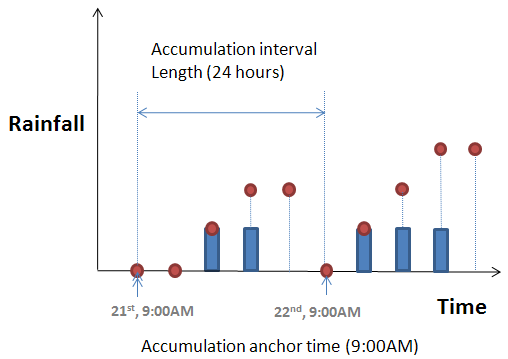 Accumulation interval
Length (24 hours)
Rainfall
21st, 9:00AM
22nd, 9:00AM
Time
Accumulation anchor time (9:00AM)